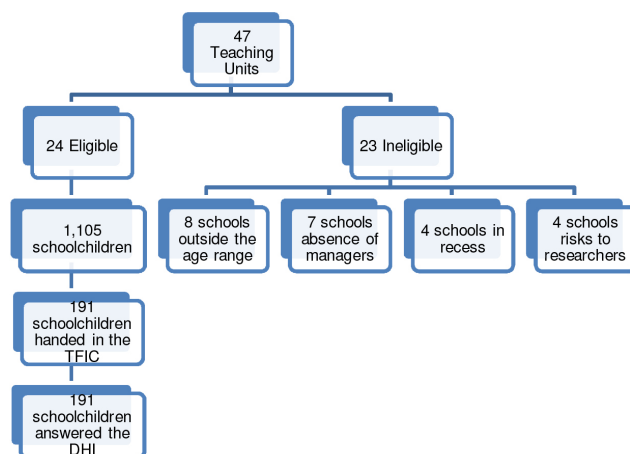 47
Teaching
Units
24 Eligible
23 Ineligible
1,105
schoolchildren
8 schools
outside the
age range
7 schools
absence of
managers
4 schools in
recess
4 schools
risks to
researchers
191
schoolchildren
handed in the
TFIC
191
schoolchildren
answered the
DHI